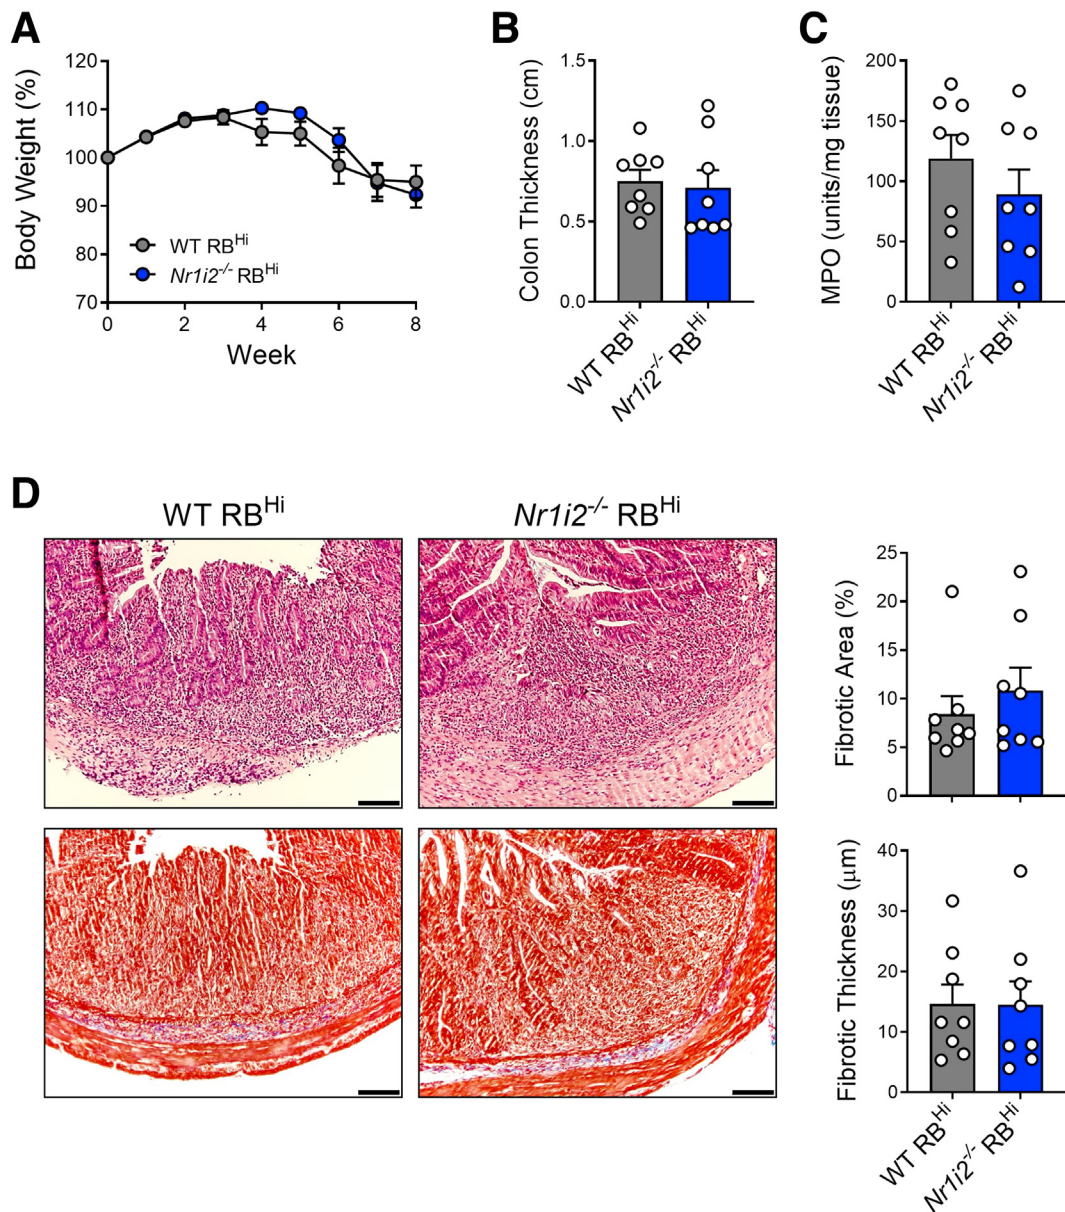 A
Body Weight (%)
120
110
100
90
80
70
WT RB^Hi
Nr1i2^-/- RB^Hi
0 2 4 6 8
Week
B
Colon Thickness (cm)
1.5
1.0
0.5
0.0
WT RB^Hi
Nr1i2^-/- RB^Hi
C
MPO (units/mg tissue)
200
150
100
50
0
WT RB^Hi
Nr1i2^-/- RB^Hi
D
WT RB^Hi
Nr1i2^-/- RB^Hi
Fibrotic Area (%)
25
20
15
10
5
0
Fibrotic Thickness (μm)
40
30
20
10
0
WT RB^Hi
Nr1i2^-/- RB^Hi